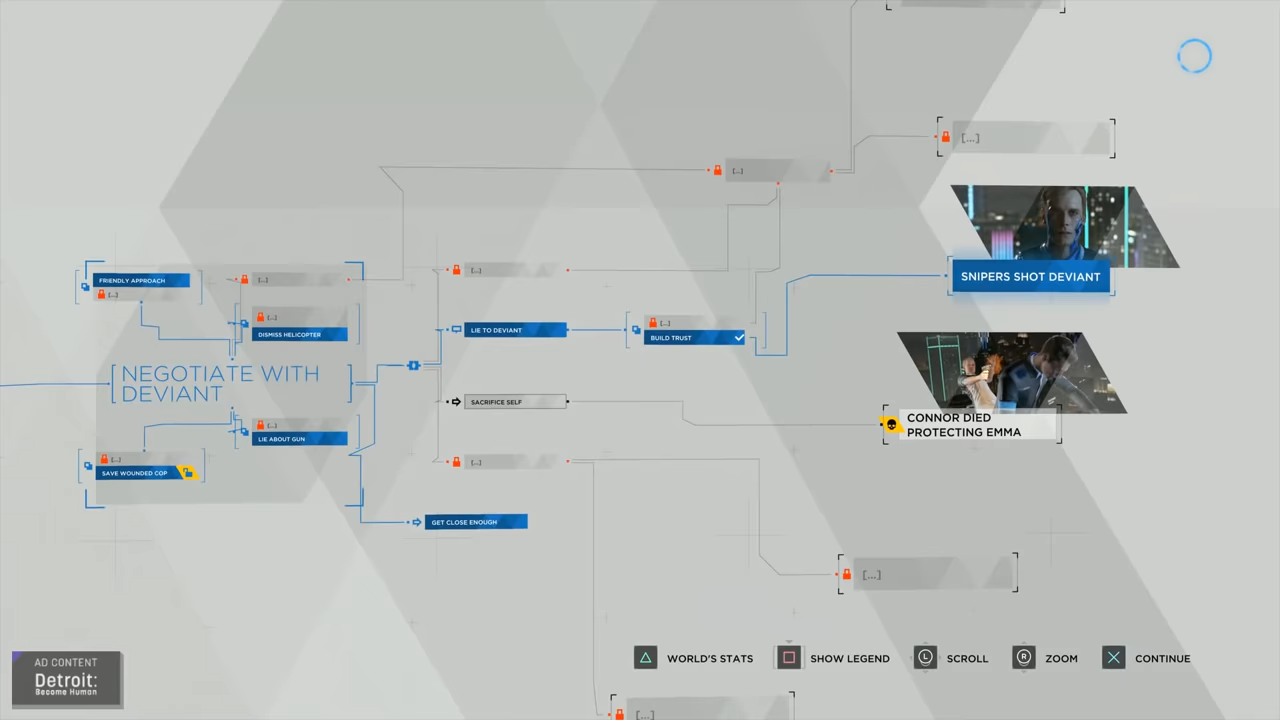 [...]
[...]
FRIENDLY APPROACH
[...]
[...]
[...]
DISMISS HELICOPTER
[...]
LIE TO DEVIANT
[...]
BUILD TRUST
SNIPERS SHOT DEVIANT
NEGOTIATE WITH
DEVIANT
SACRIFICE SELF
CONNOR DIED
PROTECTING EMMA
[...]
LIE ABOUT GUN
[...]
SAVE WOUNDED COP
[...]
GET CLOSE ENOUGH
[...]
WORLD'S STATS
SHOW LEGEND
L
SCROLL
R
ZOOM
CONTINUE
AD CONTENT
Detroit:
Become Human
[...]